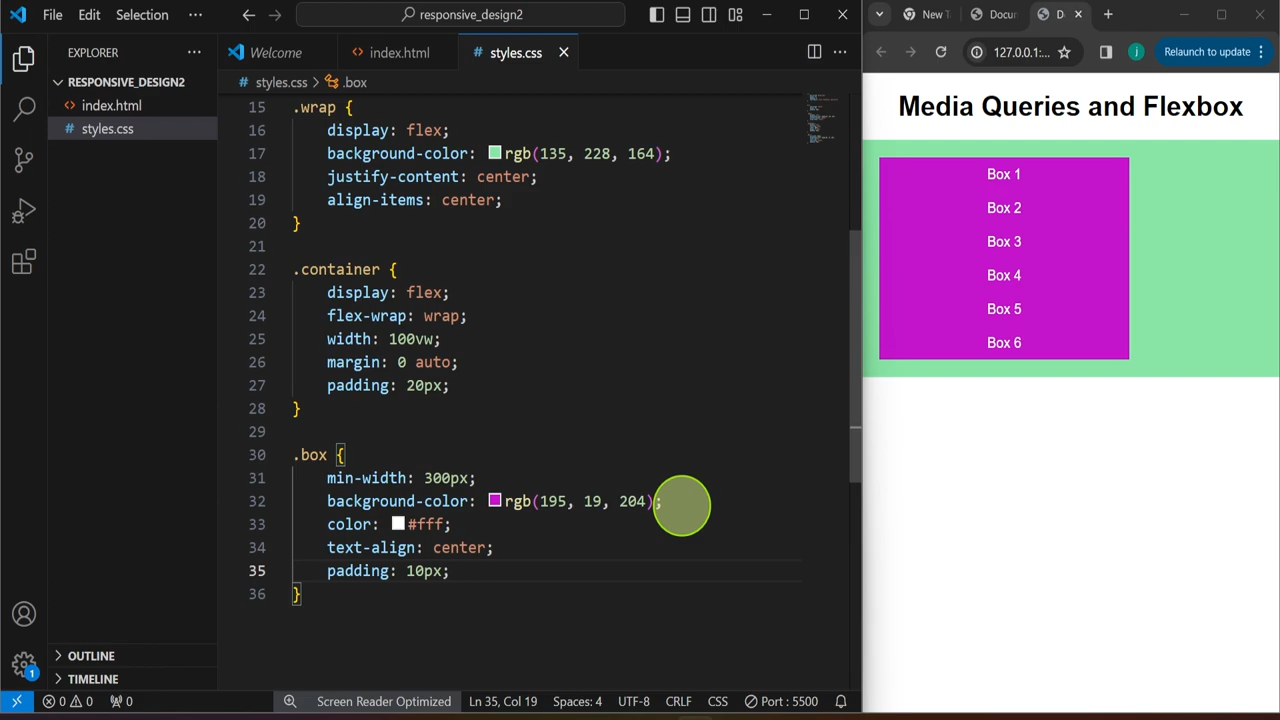 File Edit Selection ··· responsive_design2
EXPLORER ···
RESPONSIVE_DESIGN2
index.html
styles.css
OUTLINE
TIMELINE
Welcome index.html # styles.css ···
# styles.css > .box
15 .wrap {
16 display: flex;
17 background-color: rgb(135, 228, 164);
18 justify-content: center;
19 align-items: center;
20 }
21
22 .container {
23 display: flex;
24 flex-wrap: wrap;
25 width: 100vw;
26 margin: 0 auto;
27 padding: 20px;
28 }
29
30 .box {
31 min-width: 300px;
32 background-color: rgb(195, 19, 204);
33 color: #fff;
34 text-align: center;
35 padding: 10px;
36 }
1
0 0 0 Screen Reader Optimized Ln 35, Col 19 Spaces: 4 UTF-8 CRLF CSS Port : 5500
New T Docur D
127.0.0.1:... j Relaunch to update
Media Queries and Flexbox
Box 1
Box 2
Box 3
Box 4
Box 5
Box 6